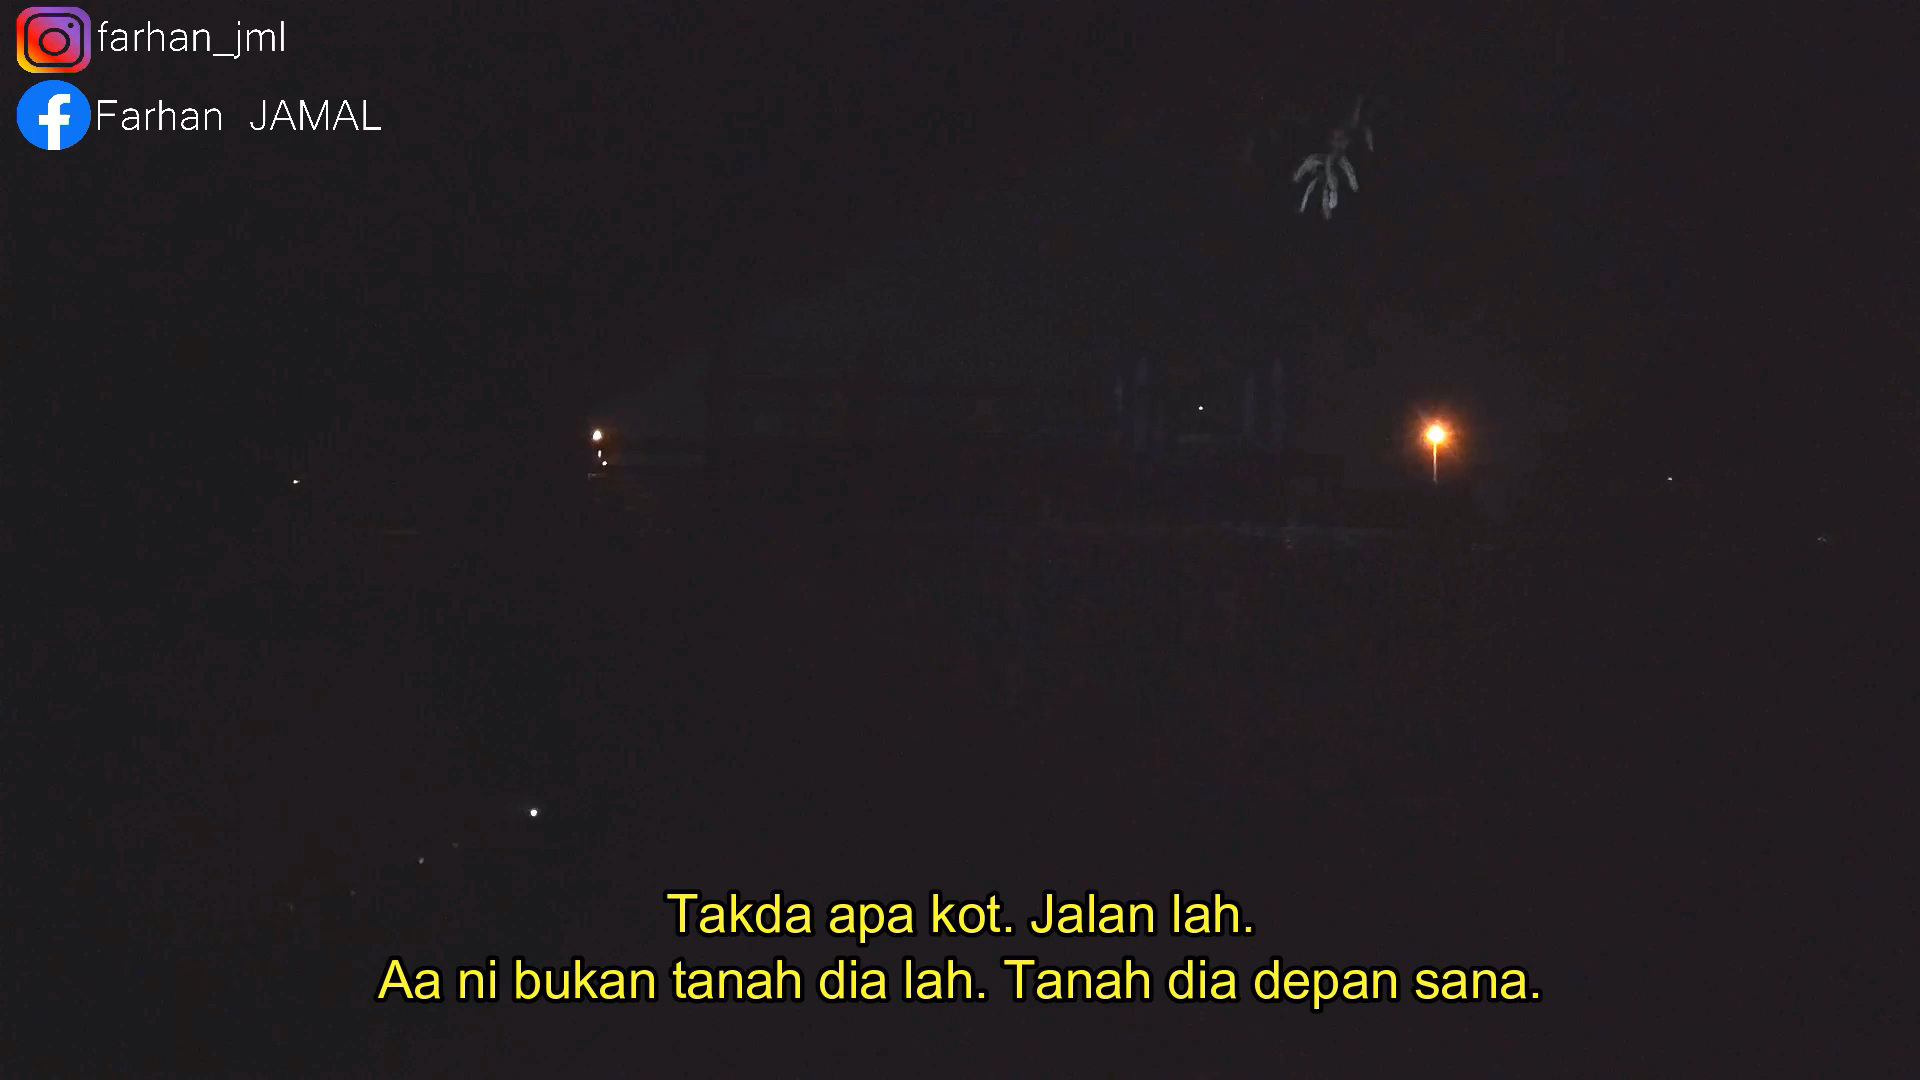 farhan_jml
Farhan JAMAL
Takda apa kot. Jalan lah.
Aa ni bukan tanah dia lah. Tanah dia depan sana.